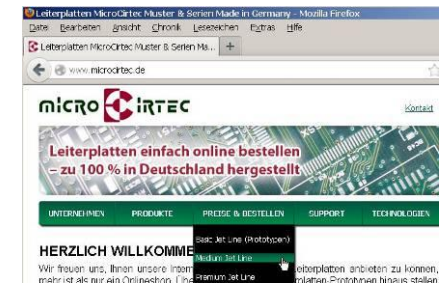 Leiterplatten MicroCirtec Muster & Serien Made in Germany - Mozilla Firefox
Datei Bearbeiten Ansicht Chronik Lesezeichen Extras Hilfe
Leiterplatten MicroCirtec Muster & Serien Ma... +
www.microcirtec.de
MICRO CIRTEC
Kontakt
Leiterplatten einfach online bestellen
– zu 100 % in Deutschland hergestellt
UNTERNEHMEN PRODUKTE PREISE & BESTELLEN SUPPORT TECHNOLOGIEN
Basic Jet Line (Prototypen)
Medium Jet Line
Premium Jet Line
HERZLICH WILLKOMME
Wir freuen uns, Ihnen unsere Intern eiterplatten anbieten zu können,
mehr ist als nur ein Onlineshop. Übe platten-Prototypen hinaus stellen